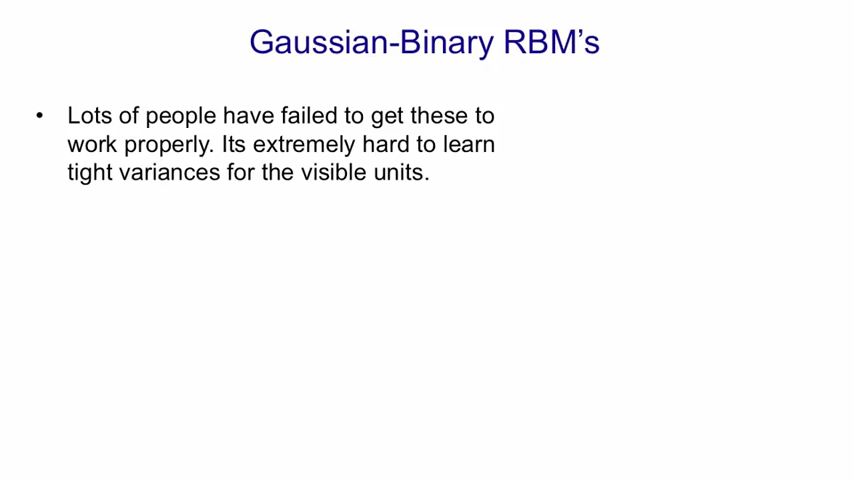 Gaussian-Binary RBM’s
• Lots of people have failed to get these to
work properly. Its extremely hard to learn
tight variances for the visible units.